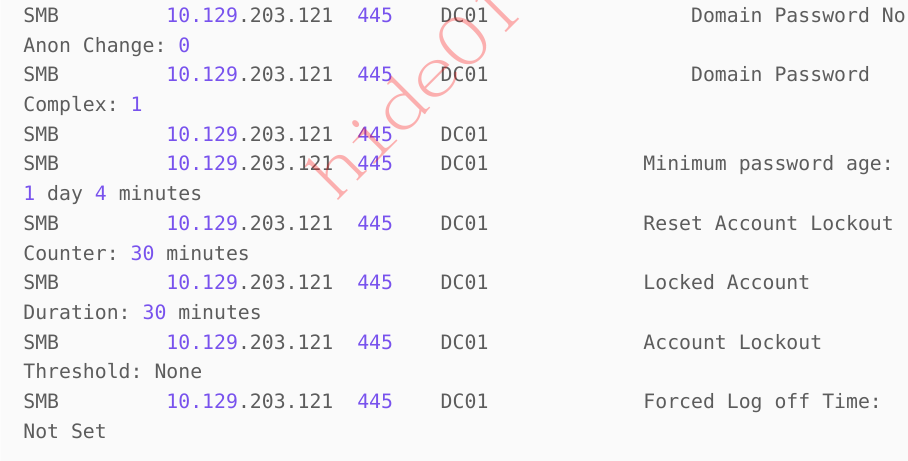 SMB 10.129.203.121 445 DC01 Domain Password No
Anon Change: 0
SMB 10.129.203.121 445 DC01 Domain Password
Complex: 1
SMB 10.129.203.121 445 DC01
SMB 10.129.203.121 445 DC01 Minimum password age:
1 day 4 minutes
SMB 10.129.203.121 445 DC01 Reset Account Lockout
Counter: 30 minutes
SMB 10.129.203.121 445 DC01 Locked Account
Duration: 30 minutes
SMB 10.129.203.121 445 DC01 Account Lockout
Threshold: None
SMB 10.129.203.121 445 DC01 Forced Log off Time:
Not Set
hide01